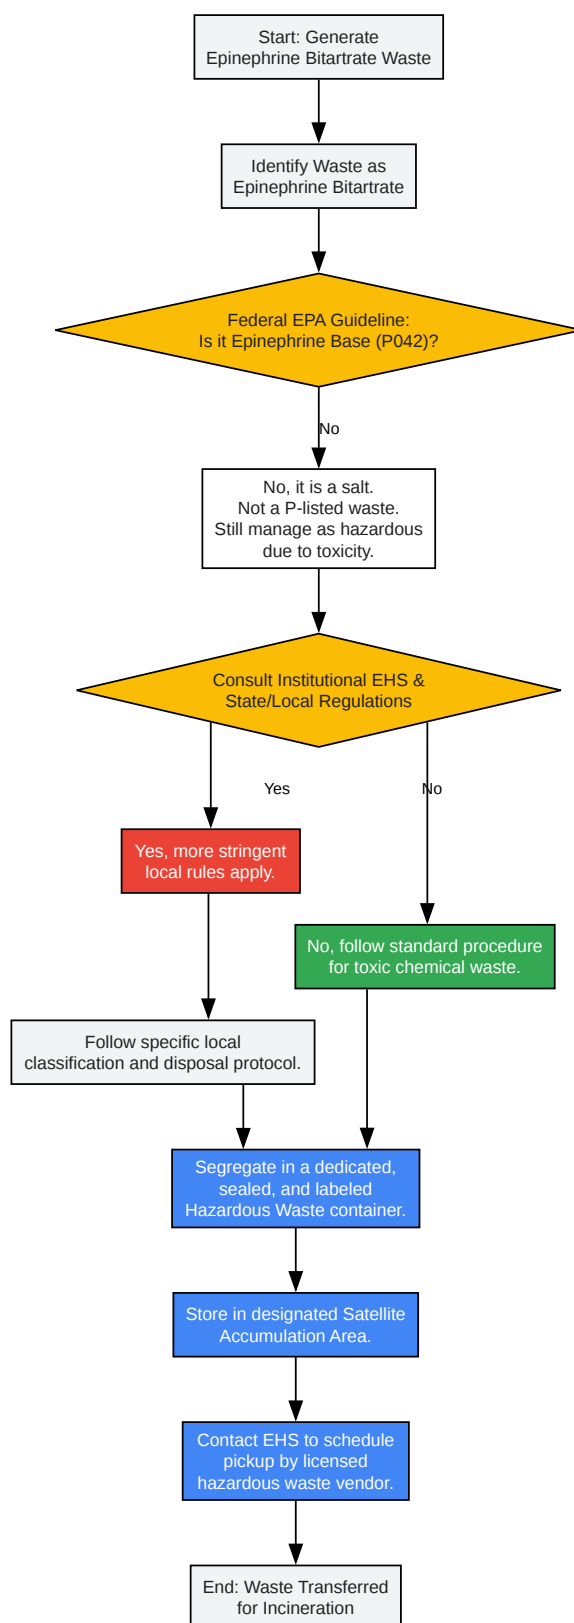 Start: Generate
Epinephrine Bitartrate Waste
Identify Waste as
Epinephrine Bitartrate
Federal EPA Guideline:
Is it Epinephrine Base (P042)?
No
No, it is a salt.
Not a P-listed waste.
Still manage as hazardous
due to toxicity.
Consult Institutional EHS &
State/Local Regulations
Yes
No
Yes, more stringent
local rules apply.
No, follow standard procedure
for toxic chemical waste.
Follow specific local
classification and disposal protocol.
Segregate in a dedicated,
sealed, and labeled
Hazardous Waste container.
Store in designated Satellite
Accumulation Area.
Contact EHS to schedule
pickup by licensed
hazardous waste vendor.
End: Waste Transferred
for Incineration